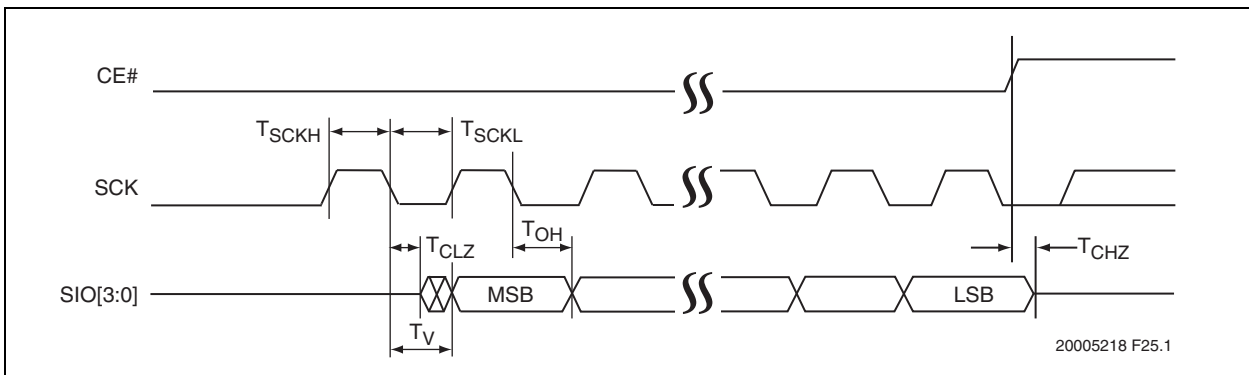 CE#
TSCKH
TSCKL
SCK
TOH
TCLZ
TCHZ
SIO[3:0]
MSB
LSB
TV
20005218 F25.1